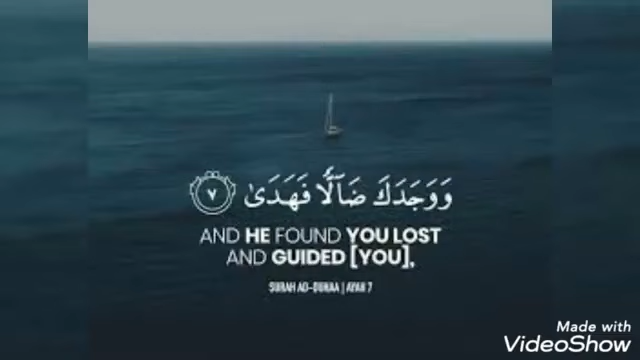 وَوَجَدَكَ ضَآلًّا فَهَدَىٰ ٧
AND HE FOUND YOU LOST
AND GUIDED [YOU],
SURAH AD-DUHAA | AYAH 7
Made with
VideoShow